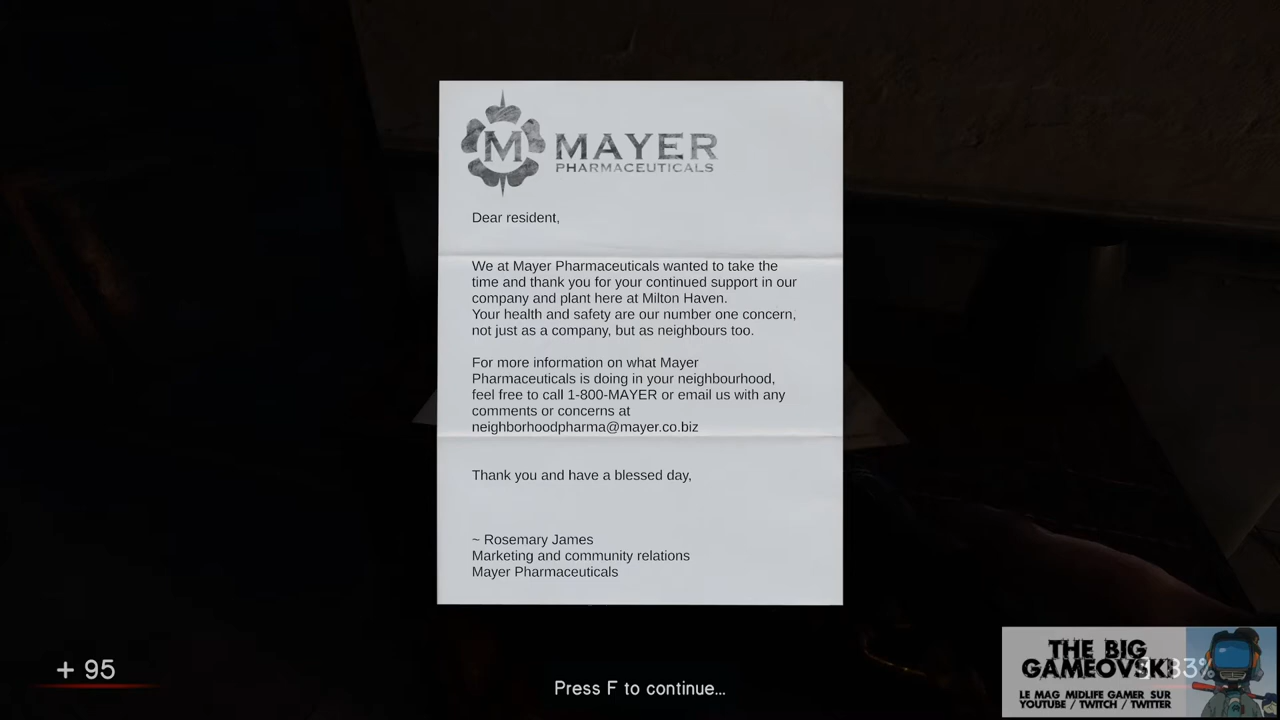 M MAYER
PHARMACEUTICALS
Dear resident,
We at Mayer Pharmaceuticals wanted to take the
time and thank you for your continued support in our
company and plant here at Milton Haven.
Your health and safety are our number one concern,
not just as a company, but as neighbours too.
For more information on what Mayer
Pharmaceuticals is doing in your neighbourhood,
feel free to call 1-800-MAYER or email us with any
comments or concerns at
neighborhoodpharma@mayer.co.biz
Thank you and have a blessed day,
~ Rosemary James
Marketing and community relations
Mayer Pharmaceuticals
+ 95
Press F to continue...
THE BIG
GAMEOVSKI
83%
LE MAG MIDLIFE GAMER SUR
YOUTUBE / TWITCH / TWITTER